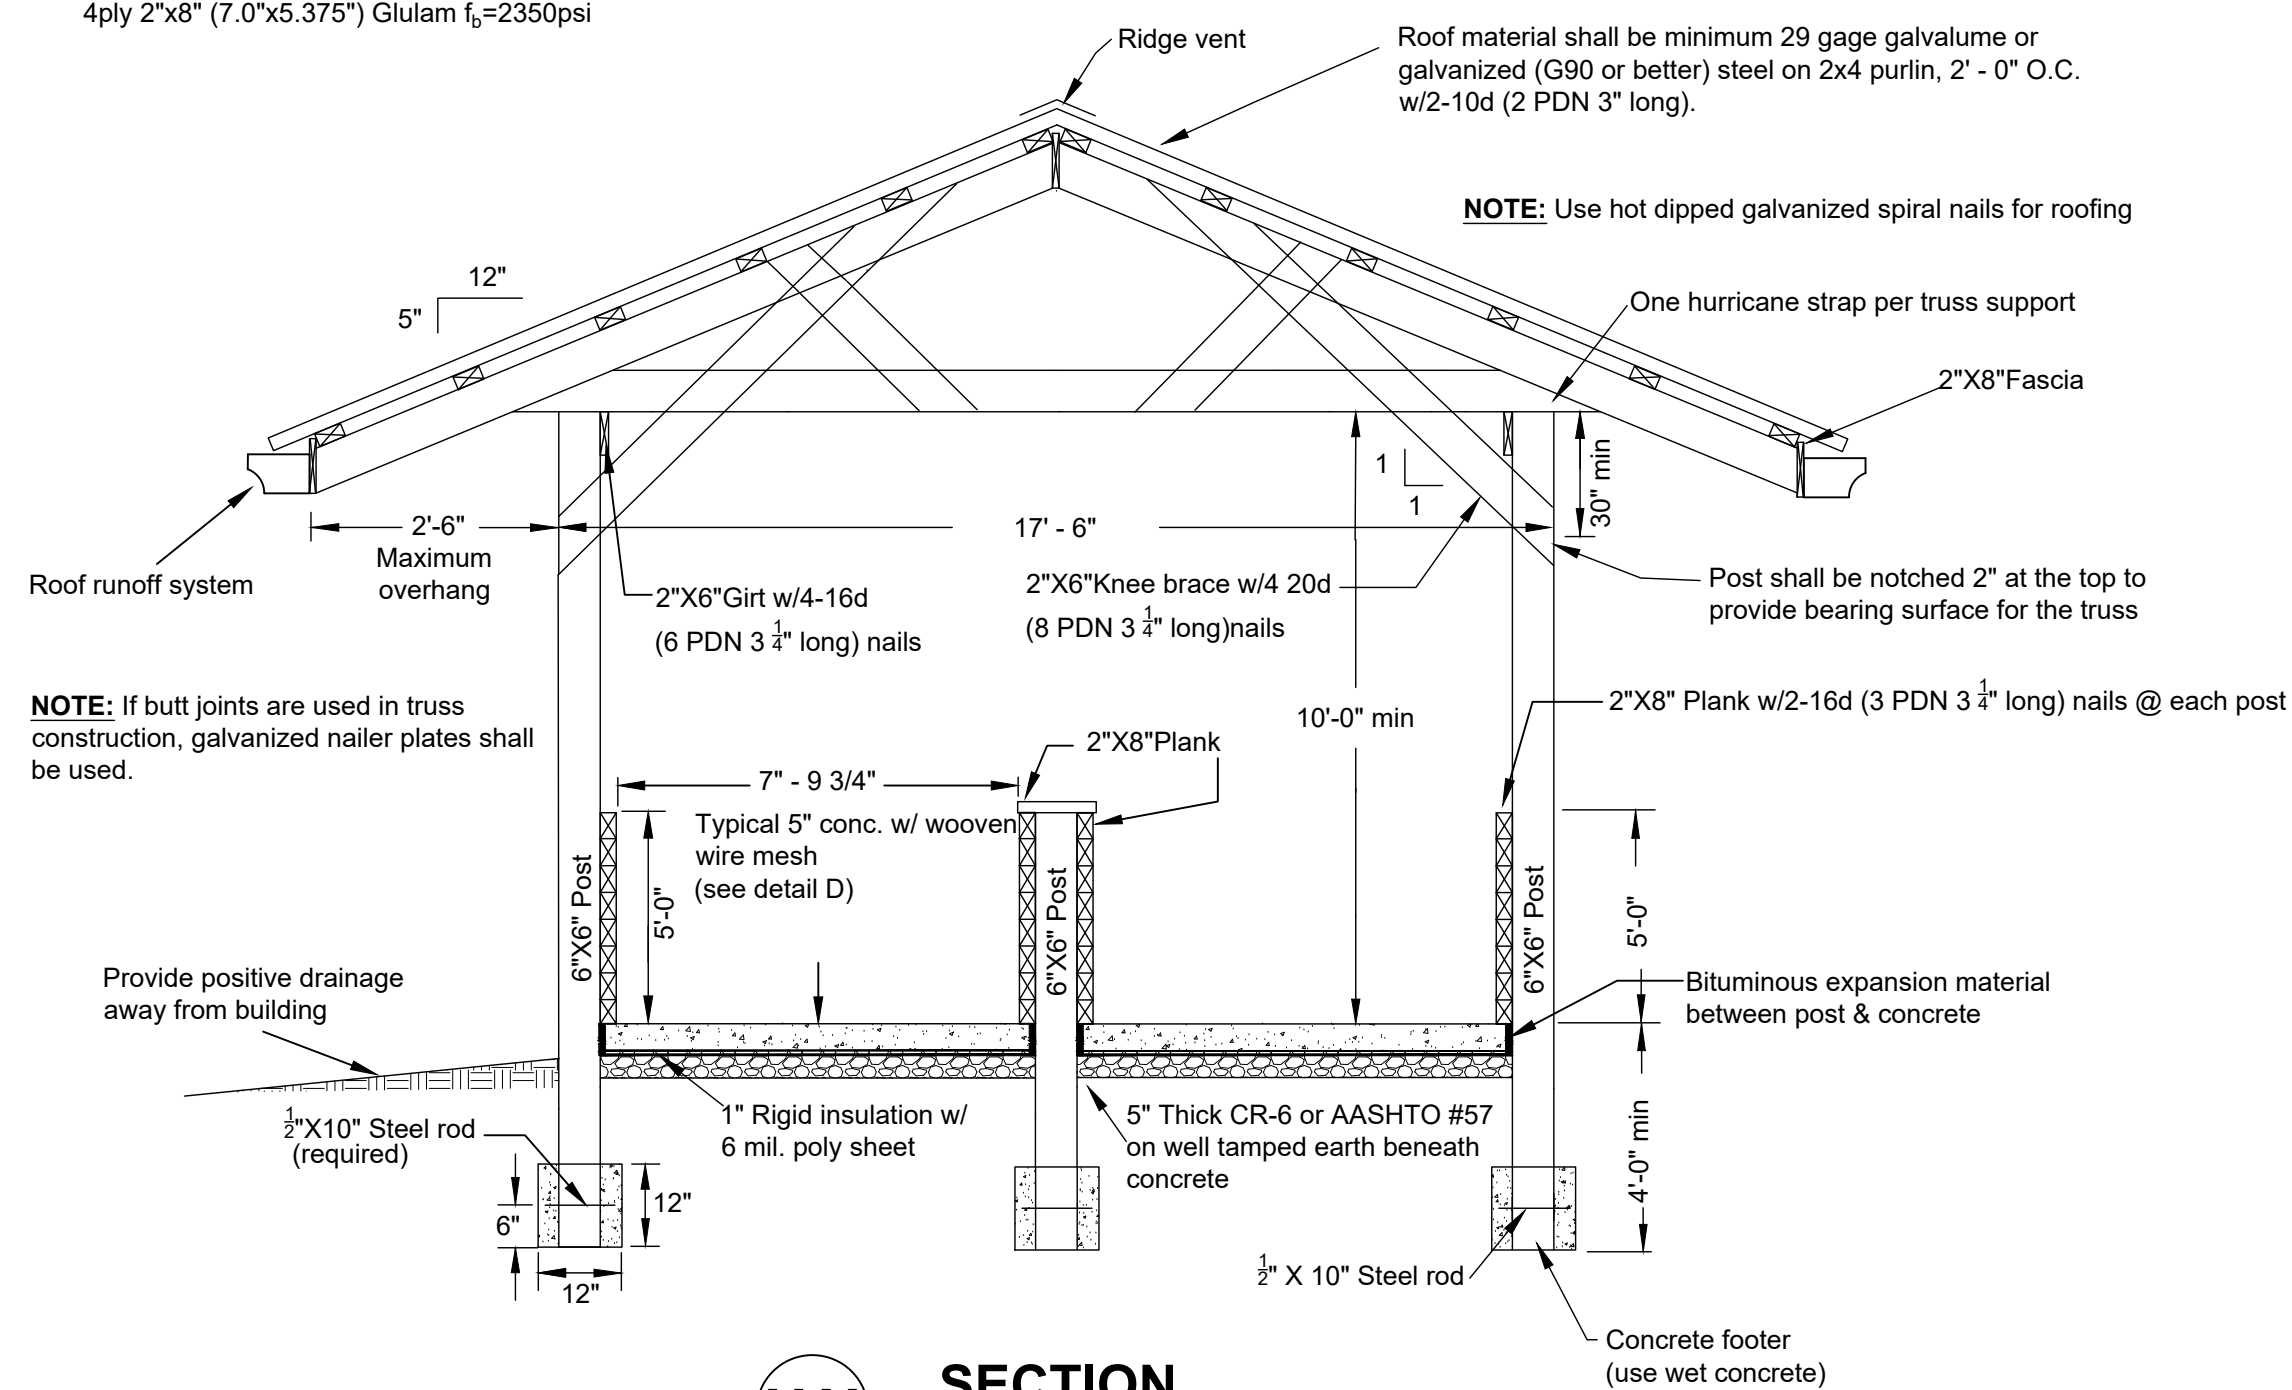 4ply 2"x8" (7.0"x5.375") Glulam fb=2350psi
Ridge vent
Roof material shall be minimum 29 gage galvalume or
galvanized (G90 or better) steel on 2x4 purlin, 2' - 0" O.C.
w/2-10d (2 PDN 3" long).
NOTE: Use hot dipped galvanized spiral nails for roofing
12"
5"
One hurricane strap per truss support
2"X8"Fascia
1
1
30" min
2'-6"
Maximum
overhang
17' - 6"
Roof runoff system
2"X6"Girt w/4-16d
(6 PDN 3 1/4" long) nails
2"X6"Knee brace w/4 20d
(8 PDN 3 1/4" long)nails
Post shall be notched 2" at the top to
provide bearing surface for the truss
NOTE: If butt joints are used in truss
construction, galvanized nailer plates shall
be used.
10'-0" min
2"X8" Plank w/2-16d (3 PDN 3 1/4" long) nails @ each post
2"X8"Plank
7" - 9 3/4"
Typical 5" conc. w/ wooven
wire mesh
(see detail D)
5'-0"
6"X6" Post
6"X6" Post
6"X6" Post
5'-0"
Provide positive drainage
away from building
Bituminous expansion material
between post & concrete
1/2"X10" Steel rod
(required)
1" Rigid insulation w/
6 mil. poly sheet
5" Thick CR-6 or AASHTO #57
on well tamped earth beneath
concrete
4'-0" min
12"
6"
12"
1/2" X 10" Steel rod
Concrete footer
(use wet concrete)
SECTION